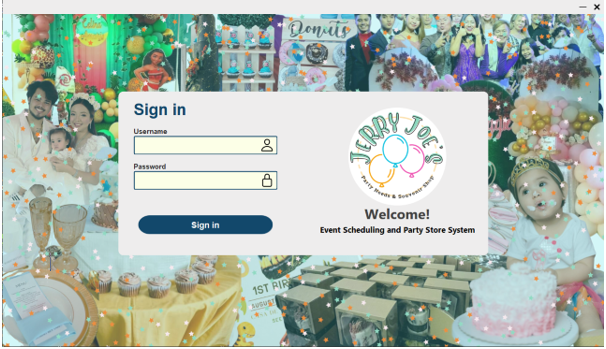 Donuts
Sign in
Username
Password
Sign in
JERRY JOE'S
Party Needs & Souvenir Shop
Welcome!
Event Scheduling and Party Store System
1ST BIR
AUGUST